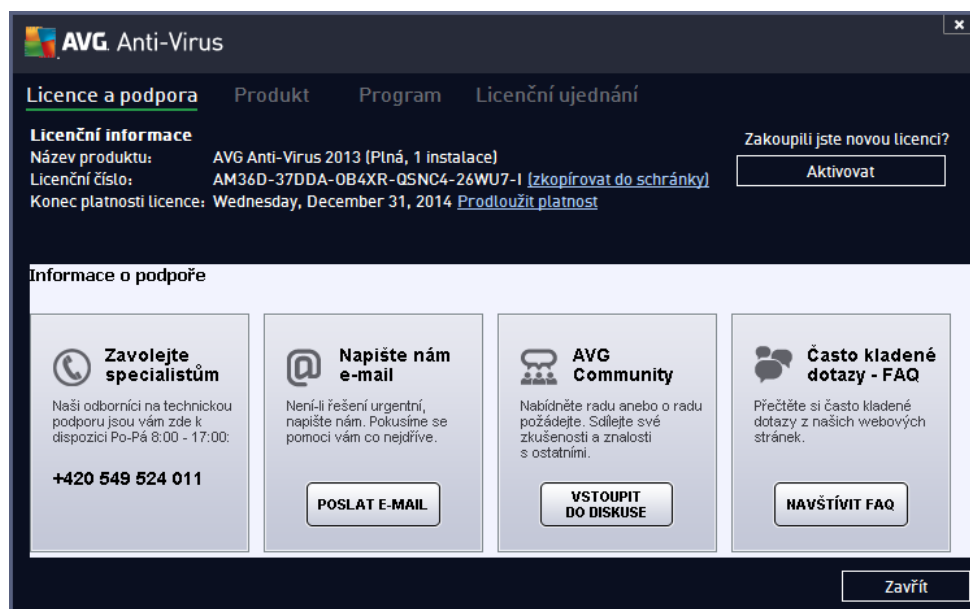 AVG. Anti-Virus
x
Licence a podpora Produkt Program Licenční ujednání
Licenční informace
Název produktu: AVG Anti-Virus 2013 (Plná, 1 instalace)
Licenční číslo: AM36D-37DDA-OB4XR-QSNC4-26WU7-I (zkopírovat do schránky)
Konec platnosti licence: Wednesday, December 31, 2014 Prodloužit platnost
Zakoupili jste novou licenci?
Aktivovat
Informace o podpoře
Zavolejte
specialistům
Naši odborníci na technickou
podporu jsou vám zde k
dispozici Po-Pá 8:00 - 17:00:
+420 549 524 011
Napište nám
e-mail
Není-li řešení urgentní,
napište nám. Pokusíme se
pomoci vám co nejdříve.
POSLAT E-MAIL
AVG
Community
Nabídněte radu anebo o radu
požádejte. Sdílejte své
zkušenosti a znalosti
s ostatními.
VSTOUPIT
DO DISKUSE
Často kladené
dotazy - FAQ
Přečtěte si často kladené
dotazy z našich webových
stránek.
NAVŠTÍVIT FAQ
Zavřít